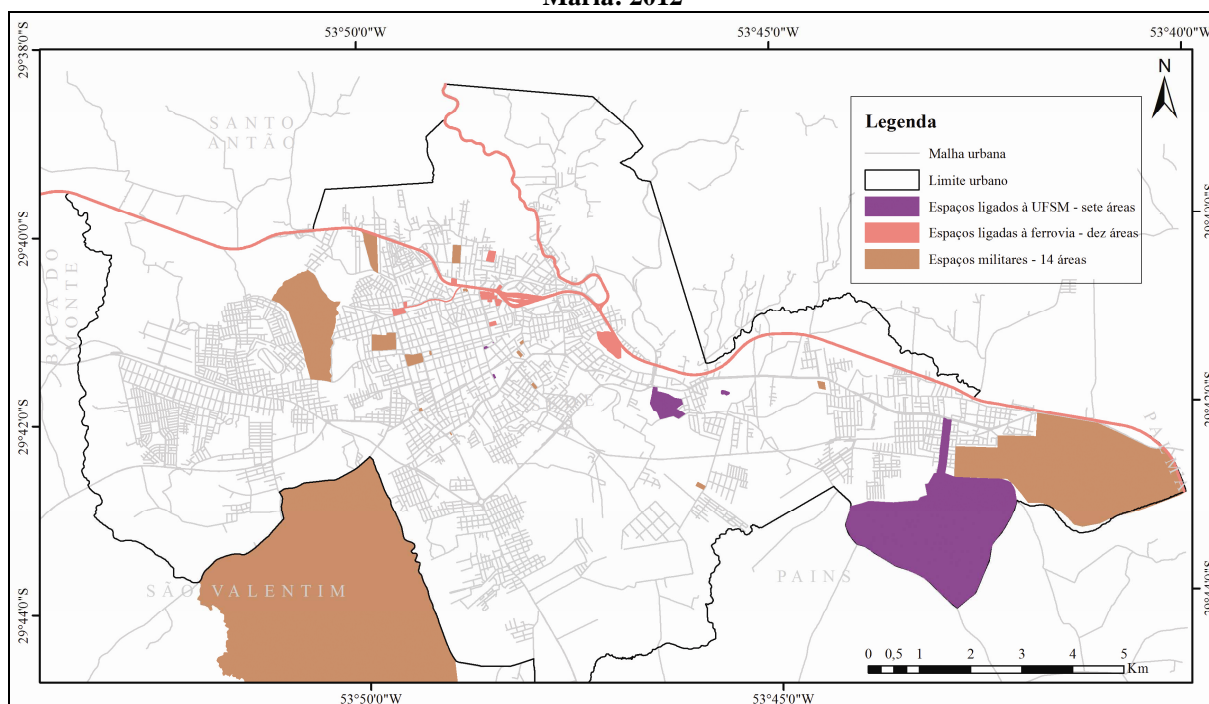 Maria: 2012
53°50'0"W
53°45'0"W
53°40'0"W
29°38'0"S
N
SANTO
ANTÃO
Legenda
Malha urbana
Limite urbano
Espaços ligados à UFSM - sete áreas
Espaços ligadas à ferrovia - dez áreas
Espaços militares - 14 áreas
29°40'0"S
BOCA DO
MONTE
29°42'0"S
PAINS
SÃO VALENTIM
29°44'0"S
0 0,5 1 2 3 4 5
Km
53°50'0"W
53°45'0"W